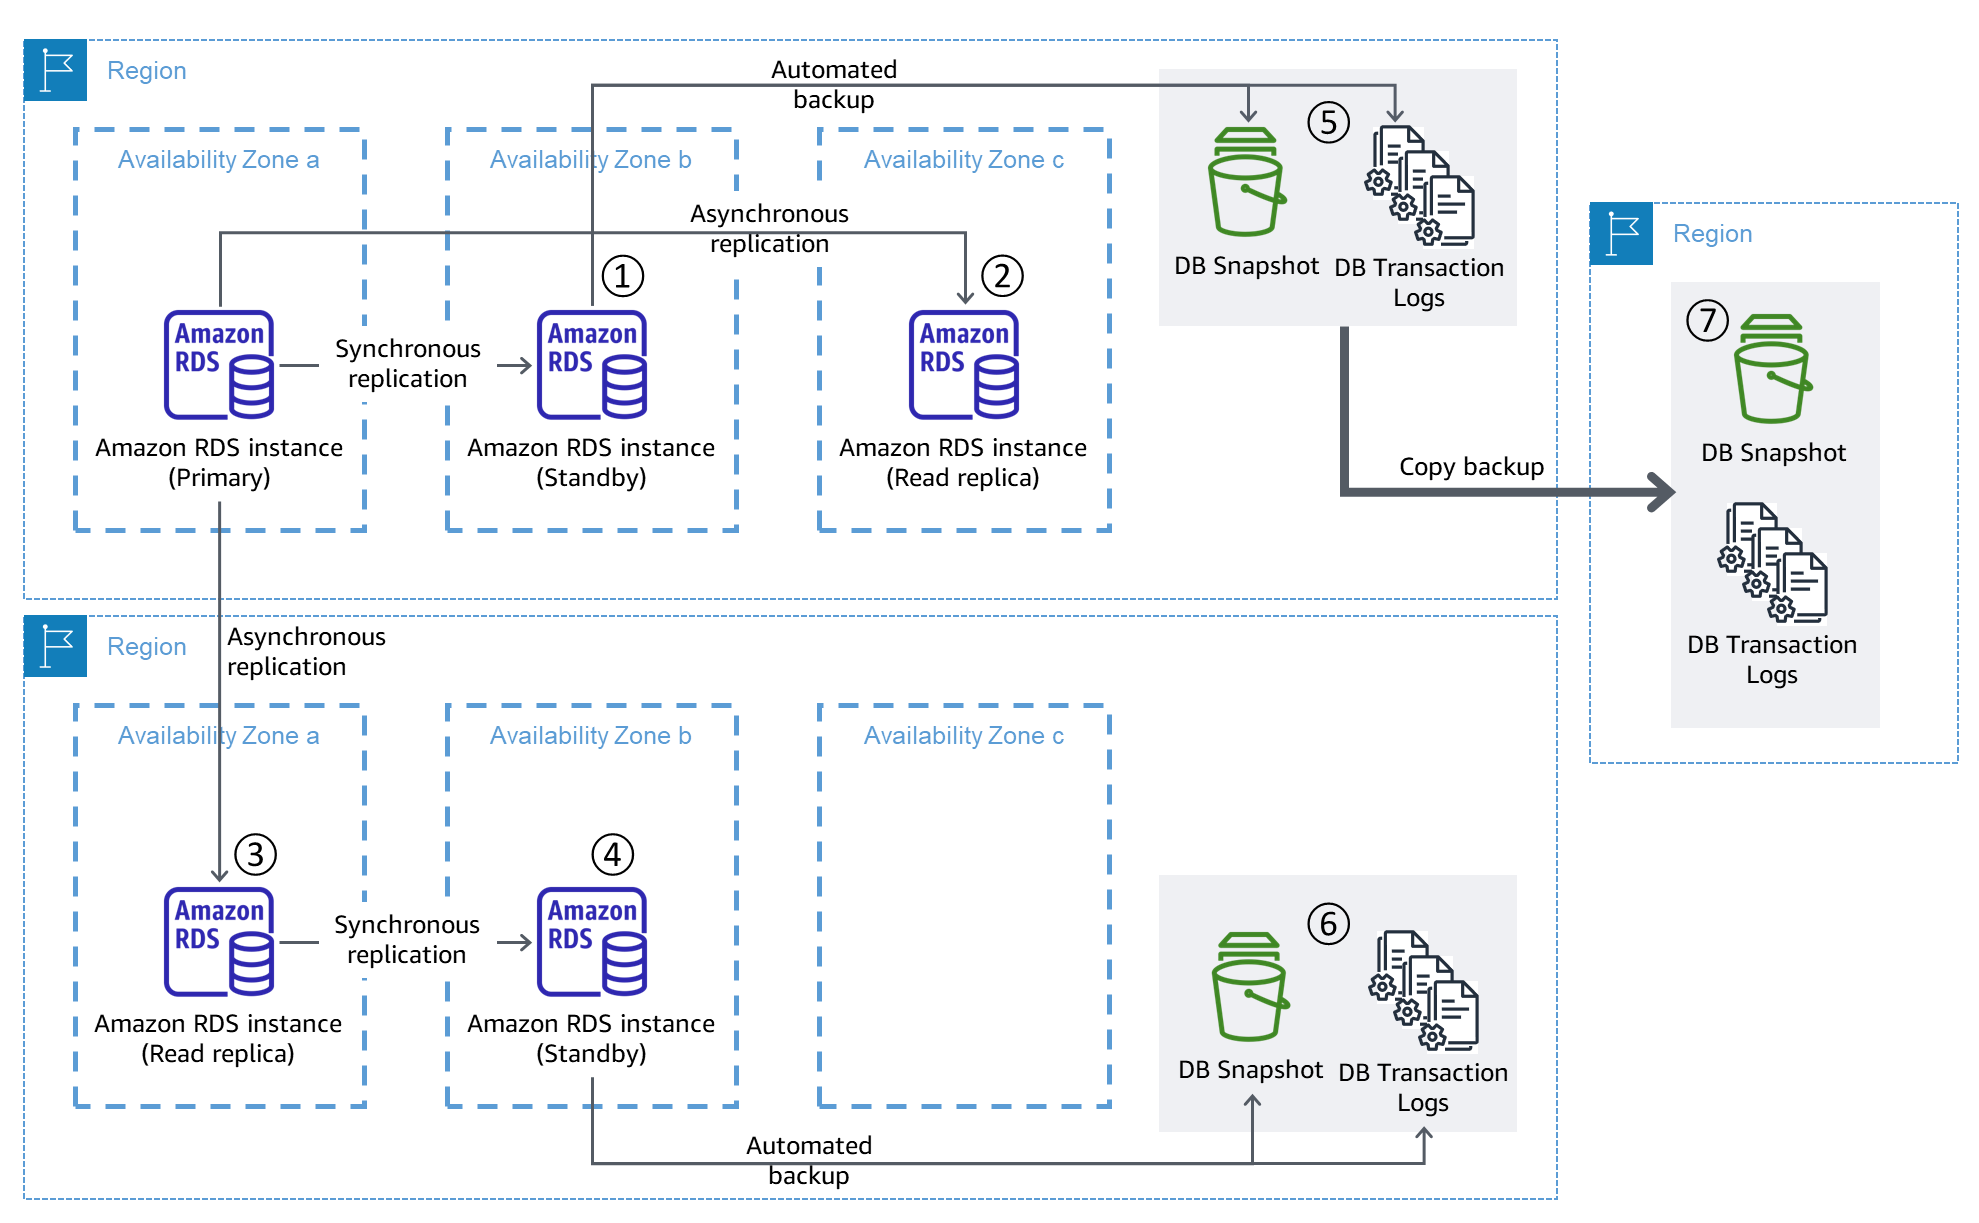 Region
Automated
backup
Availability Zone a
Availability Zone b
Availability Zone c
⑤
Asynchronous
replication
DB Snapshot
DB Transaction
Logs
①
②
Amazon
RDS
Synchronous
replication
Amazon
RDS
Amazon
RDS
Amazon RDS instance
(Primary)
Amazon RDS instance
(Standby)
Amazon RDS instance
(Read replica)
Copy backup
Region
⑦
DB Snapshot
DB Transaction
Logs
Region
Asynchronous
replication
Availability Zone a
Availability Zone b
Availability Zone c
③
④
Amazon
RDS
Synchronous
replication
Amazon
RDS
Amazon RDS instance
(Read replica)
Amazon RDS instance
(Standby)
⑥
DB Snapshot
DB Transaction
Logs
Automated
backup